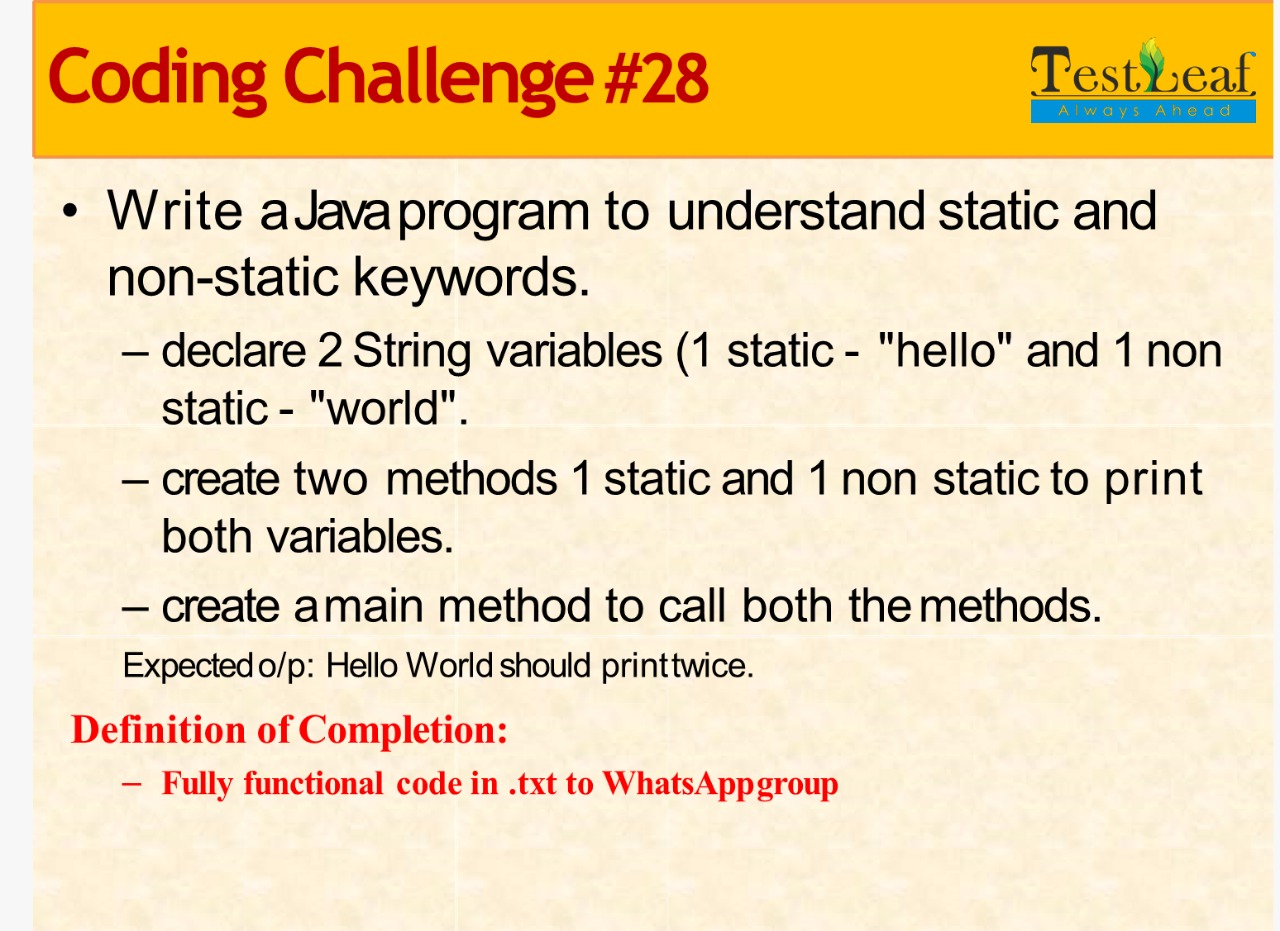 Coding Challenge #28
TestLeaf
Always Ahead
• Write a Java program to understand static and
non-static keywords.
– declare 2 String variables (1 static - "hello" and 1 non
static - "world".
– create two methods 1 static and 1 non static to print
both variables.
– create a main method to call both the methods.
Expected o/p: Hello World should print twice.
Definition of Completion:
– Fully functional code in .txt to WhatsApp group